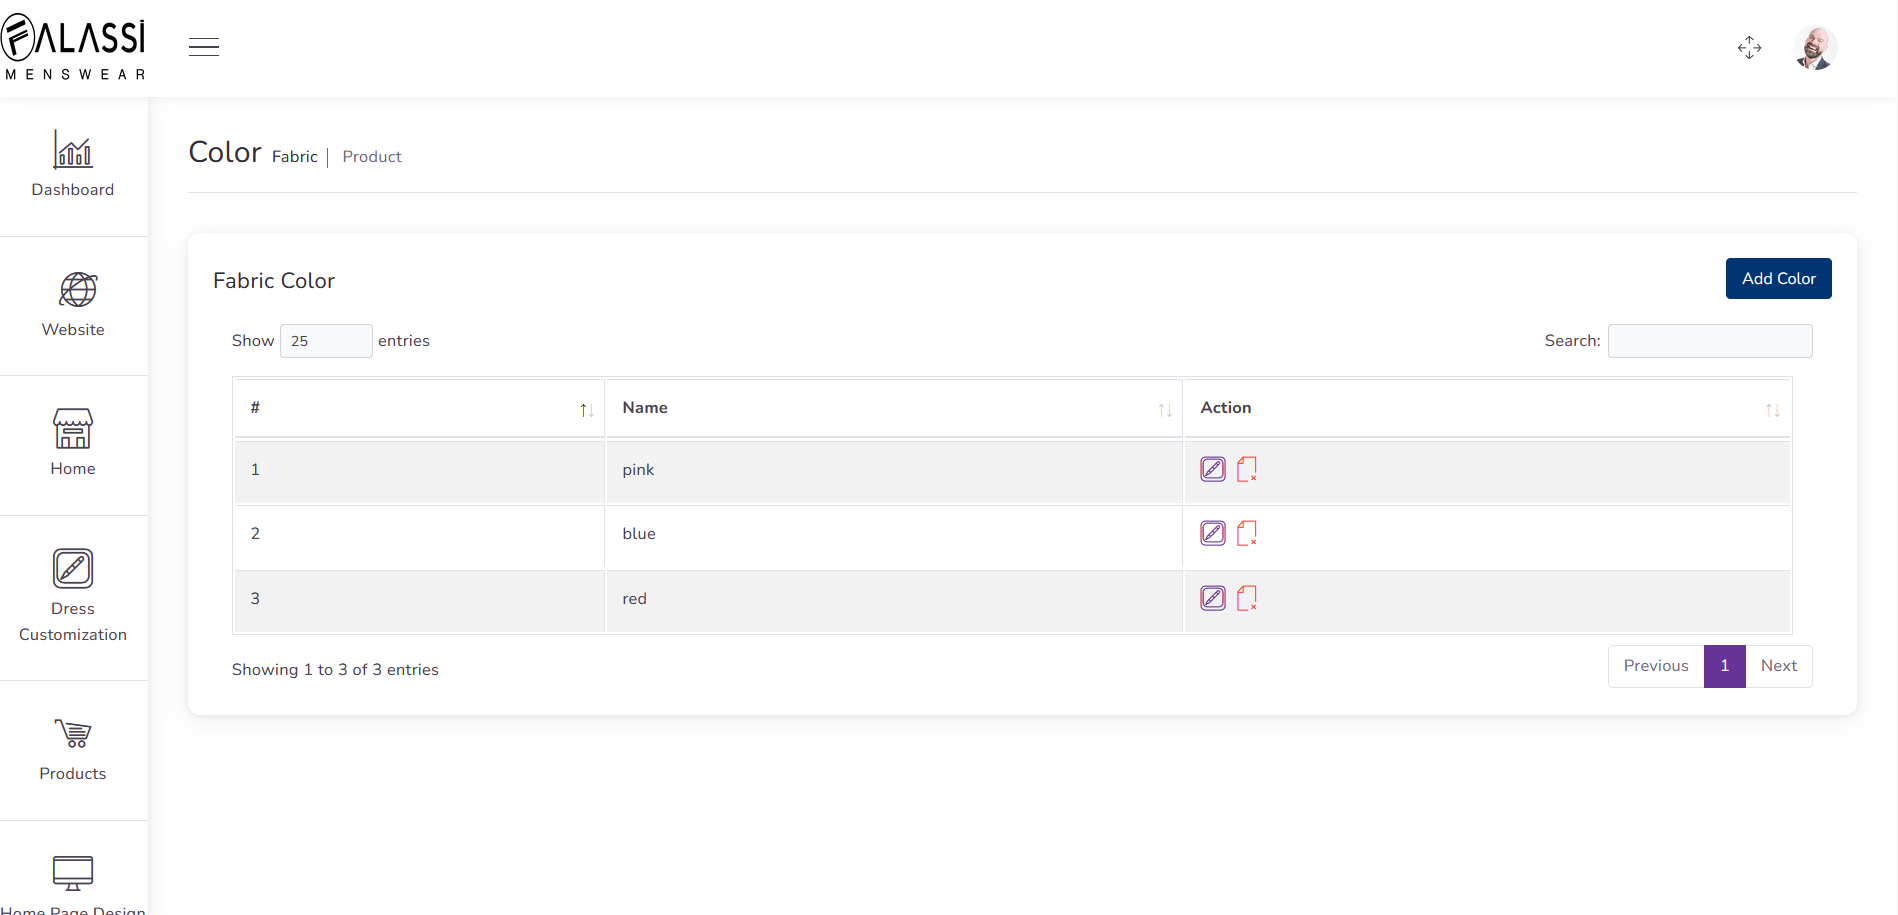 FALASSI
MENSWEAR
Dashboard
Website
Home
Dress
Customization
Products
Home Page Design
Color Fabric | Product
Fabric Color
Add Color
Show 25 entries
Search:
# Name Action
1 pink
2 blue
3 red
Showing 1 to 3 of 3 entries
Previous 1 Next